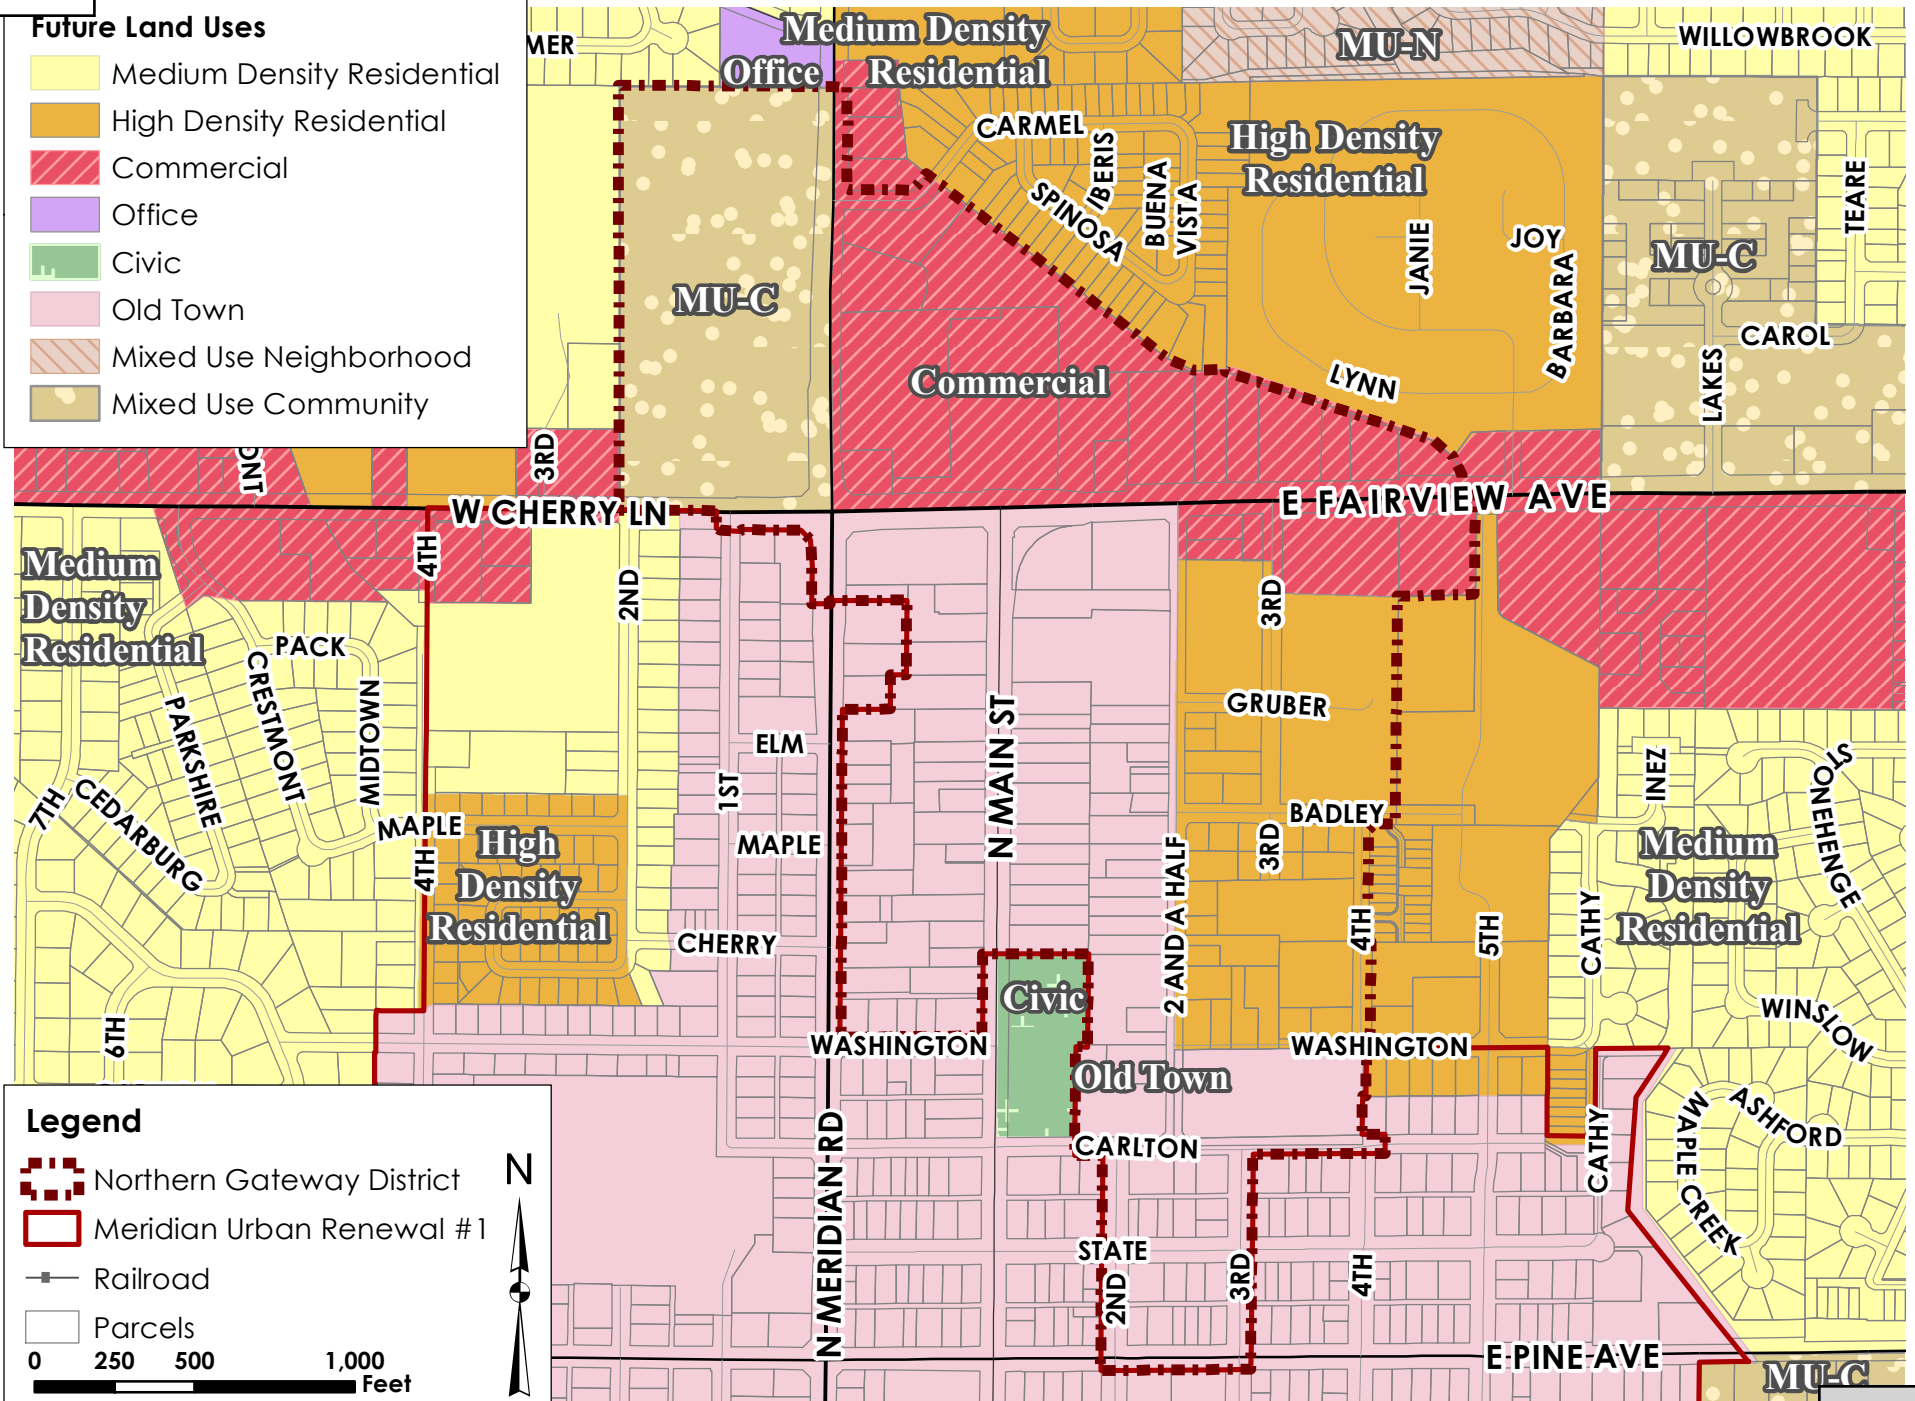 Future Land Uses
Medium Density Residential
High Density Residential
Commercial
Office
Civic
Old Town
Mixed Use Neighborhood
Mixed Use Community
MER
Medium Density
Residential
Office
MU-N
WILLOWBROOK
CARMEL
IBERIS
SPINOSA
BUENA
VISTA
High Density
Residential
JANIE
JOY
BARBARA
LYNN
MU-C
TEARE
CAROL
LAKES
MU-C
Commercial
ONT
3RD
W CHERRY LN
E FAIRVIEW AVE
Medium
Density
Residential
4TH
2ND
PACK
CRESTMONT
PARKSHIRE
MIDTOWN
7TH
CEDARBURG
MAPLE
4TH
High
Density
Residential
ELM
1ST
MAPLE
CHERRY
N MAIN ST
3RD
GRUBER
BADLEY
3RD
2 AND A HALF
4TH
5TH
INEZ
STONEHENGE
Medium
Density
Residential
CATHY
WINSLOW
6TH
Civic
WASHINGTON
WASHINGTON
Old Town
CARLTON
CATHY
MAPLE CREEK
ASHFORD
N MERIDIAN RD
STATE
2ND
3RD
4TH
E PINE AVE
MU-C
Legend
Northern Gateway District
Meridian Urban Renewal #1
Railroad
Parcels
N
0 250 500 1,000
Feet